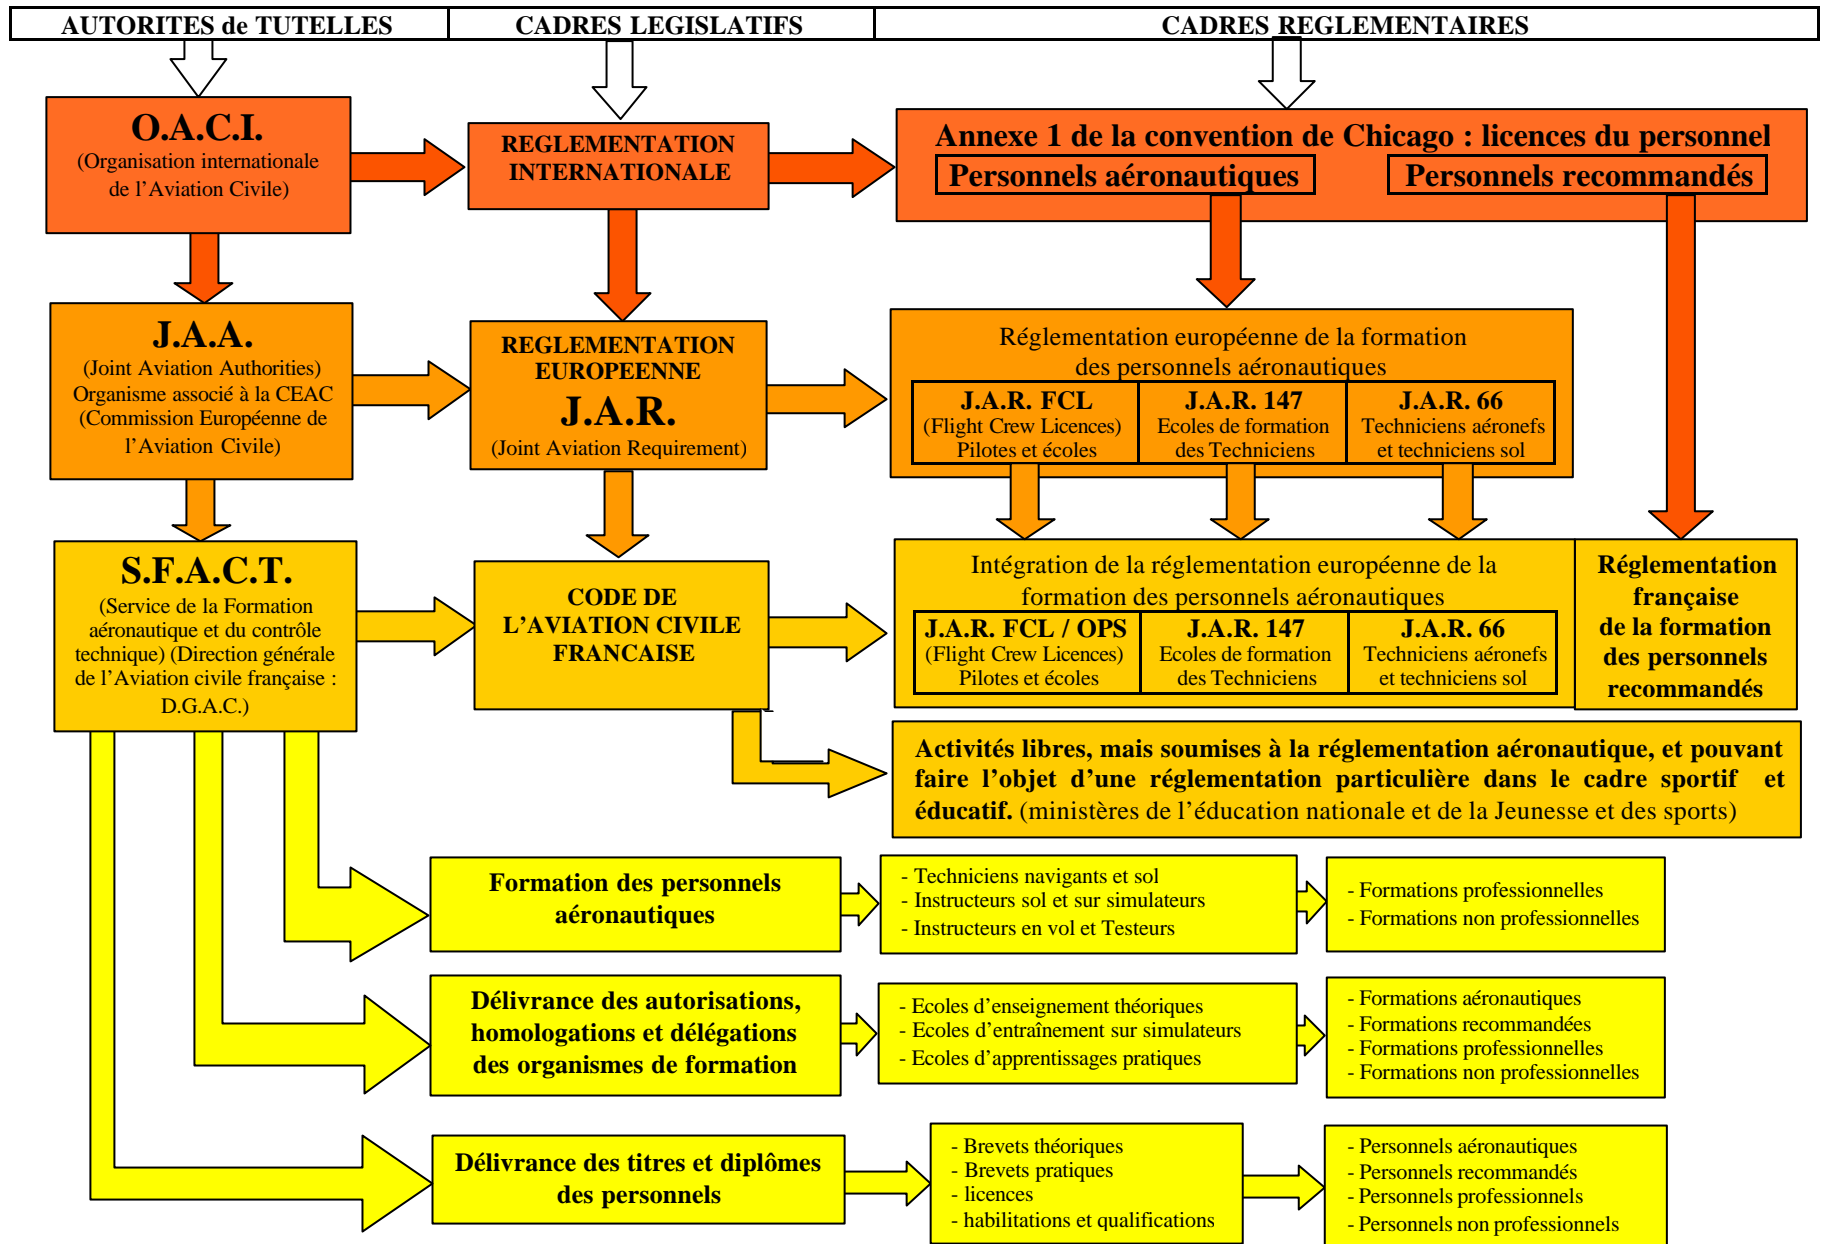 AUTORITES de TUTELLES
CADRES LEGISLATIFS
CADRES REGLEMENTAIRES
O.A.C.I.
(Organisation internationale
de l’Aviation Civile)
REGLEMENTATION
INTERNATIONALE
Annexe 1 de la convention de Chicago : licences du personnel
Personnels aéronautiques
Personnels recommandés
J.A.A.
(Joint Aviation Authorities)
Organisme associé à la CEAC
(Commission Européenne de
l’Aviation Civile)
REGLEMENTATION
EUROPEENNE
J.A.R.
(Joint Aviation Requirement)
Réglementation européenne de la formation
des personnels aéronautiques
J.A.R. FCL
(Flight Crew Licences)
Pilotes et écoles
J.A.R. 147
Ecoles de formation
des Techniciens
J.A.R. 66
Techniciens aéronefs
et techniciens sol
S.F.A.C.T.
(Service de la Formation
aéronautique et du contrôle
technique) (Direction générale
de l’Aviation civile française :
D.G.A.C.)
CODE DE
L’AVIATION CIVILE
FRANCAISE
Intégration de la réglementation européenne de la
formation des personnels aéronautiques
J.A.R. FCL / OPS
(Flight Crew Licences)
Pilotes et écoles
J.A.R. 147
Ecoles de formation
des Techniciens
J.A.R. 66
Techniciens aéronefs
et techniciens sol
Réglementation
française
de la formation
des personnels
recommandés
Activités libres, mais soumises à la réglementation aéronautique, et pouvant
faire l’objet d’une réglementation particulière dans le cadre sportif et
éducatif. (ministères de l’éducation nationale et de la Jeunesse et des sports)
Formation des personnels
aéronautiques
- Techniciens navigants et sol
- Instructeurs sol et sur simulateurs
- Instructeurs en vol et Testeurs
- Formations professionnelles
- Formations non professionnelles
Délivrance des autorisations,
homologations et délégations
des organismes de formation
- Ecoles d’enseignement théoriques
- Ecoles d’entraînement sur simulateurs
- Ecoles d’apprentissages pratiques
- Formations aéronautiques
- Formations recommandées
- Formations professionnelles
- Formations non professionnelles
Délivrance des titres et diplômes
des personnels
- Brevets théoriques
- Brevets pratiques
- licences
- habilitations et qualifications
- Personnels aéronautiques
- Personnels recommandés
- Personnels professionnels
- Personnels non professionnels